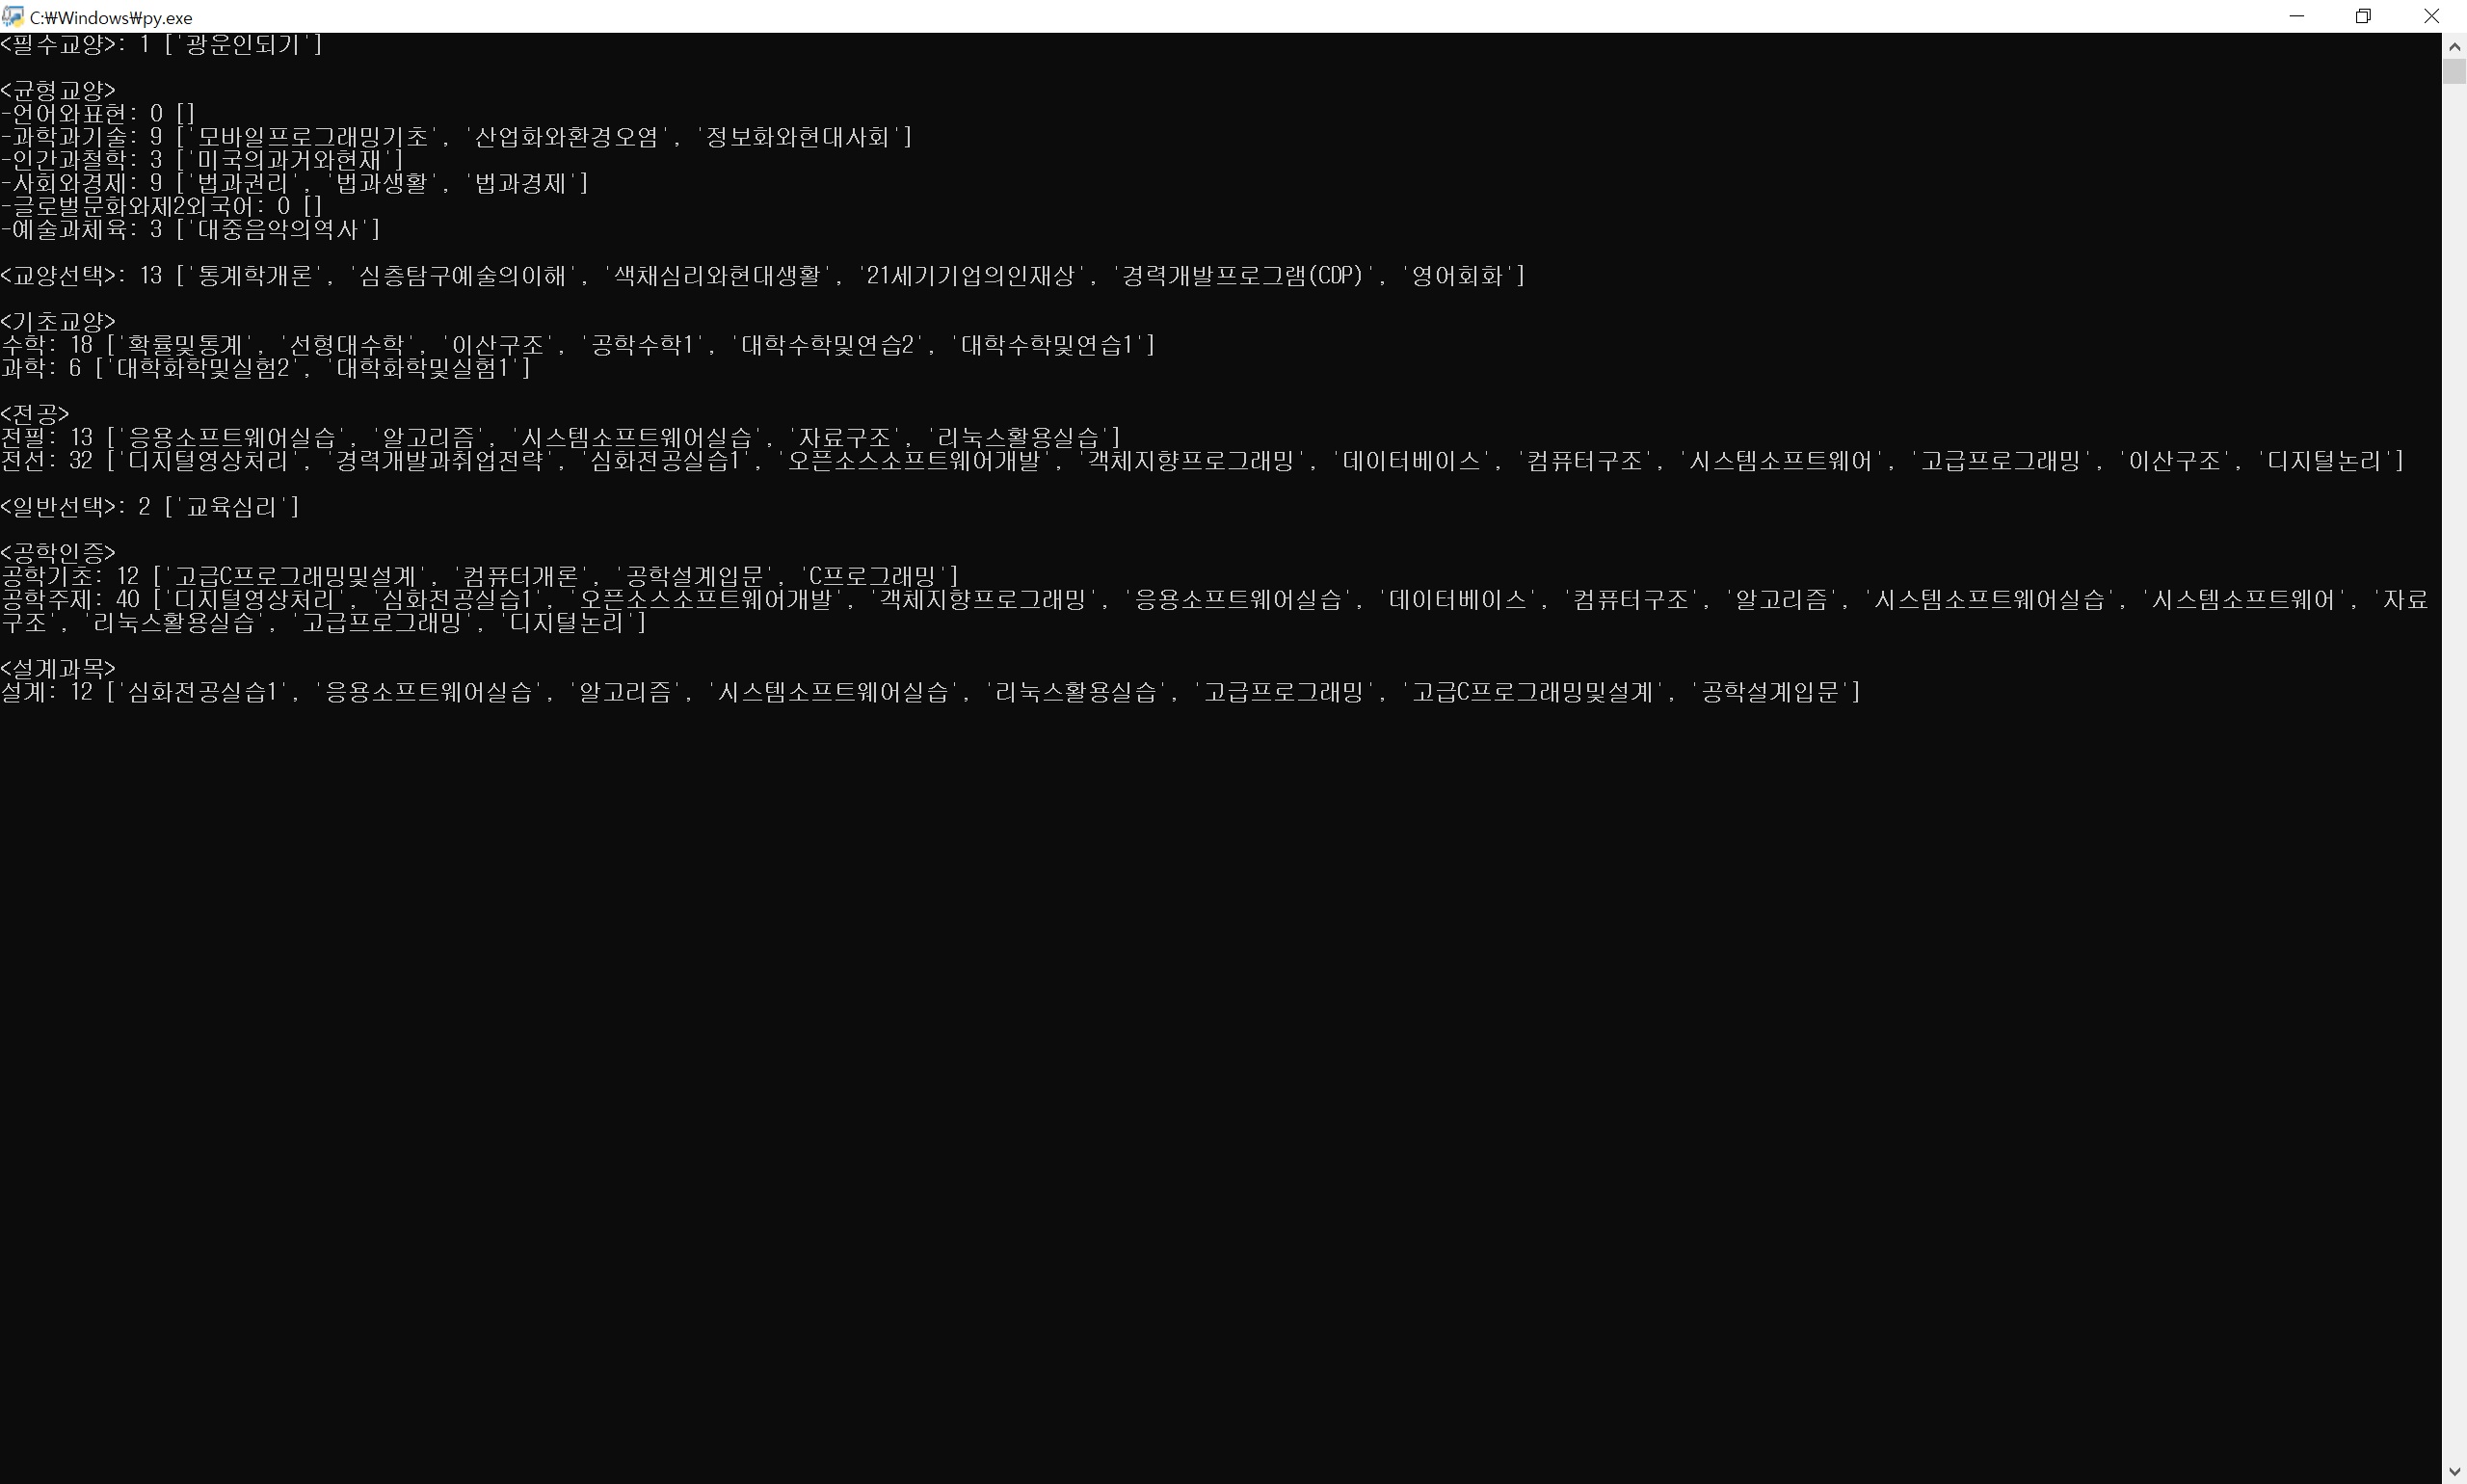 C:₩Windows₩py.exe
<필수교양>: 1 ['광운인되기']
<균형교양>
-언어와표현: 0 []
-과학과기술: 9 ['모바일프로그래밍기초', '산업화와환경오염', '정보화와현대사회']
-인간과철학: 3 ['미국의과거와현재']
-사회와경제: 9 ['법과권리', '법과생활', '법과경제']
-글로벌문화와제2외국어: 0 []
-예술과체육: 3 ['대중음악의역사']
<교양선택>: 13 ['통계학개론', '심층탐구예술의이해', '색채심리와현대생활', '21세기기업의인재상', '경력개발프로그램(CDP)', '영어회화']
<기초교양>
수학: 18 ['확률및통계', '선형대수학', '이산구조', '공학수학1', '대학수학및연습2', '대학수학및연습1']
과학: 6 ['대학화학및실험2', '대학화학및실험1']
<전공>
전필: 13 ['응용소프트웨어실습', '알고리즘', '시스템소프트웨어실습', '자료구조', '리눅스활용실습']
전선: 32 ['디지털영상처리', '경력개발과취업전략', '심화전공실습1', '오픈소스소프트웨어개발', '객체지향프로그래밍', '데이터베이스', '컴퓨터구조', '시스템소프트웨어', '고급프로그래밍', '이산구조', '디지털논리']
<일반선택>: 2 ['교육심리']
<공학인증>
공학기초: 12 ['고급C프로그래밍및설계', '컴퓨터개론', '공학설계입문', 'C프로그래밍']
공학주제: 40 ['디지털영상처리', '심화전공실습1', '오픈소스소프트웨어개발', '객체지향프로그래밍', '응용소프트웨어실습', '데이터베이스', '컴퓨터구조', '알고리즘', '시스템소프트웨어실습', '시스템소프트웨어', '자료
구조', '리눅스활용실습', '고급프로그래밍', '디지털논리']
<설계과목>
설계: 12 ['심화전공실습1', '응용소프트웨어실습', '알고리즘', '시스템소프트웨어실습', '리눅스활용실습', '고급프로그래밍', '고급C프로그래밍및설계', '공학설계입문']